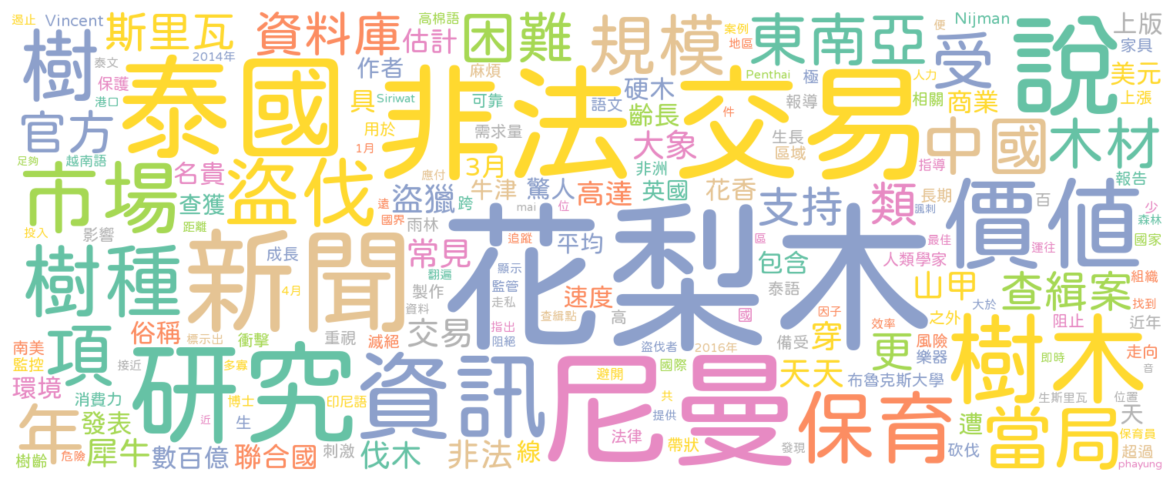 遏止 Vincent 斯里瓦 資料庫 高棉語 困難 規模 案例 東南亞 Nijman 便 上版
樹 泰文 2014年 估計 地區 受 家具 說
港口 保護 泰國 作者 麻煩 非法交易 Penthai 極 人力 美元
具 Siriwat 可靠 硬木 語文 報導 相關 商業 上漲
官方 用於 需求量 齡長 生長 件 中國 木材
足夠 越南語 1月 3月 大象 區域 指導
市場 名貴 盜伐 應付 非洲 報告
查獲 盜獵 牛津 驚人 高達 英國 花香 支持 類 長期 百 價值 少
投入 影響 距離 遠 跨 mai 位 諷刺 森林
國界 雨林 追蹤 平均 區 最佳 運往 國家
樹種 成長 新聞 常見 翻遍 顯示 花梨木 包含 人類學家 組織
4月 製作 監管 速度 泰語 山甲 大於 查緝案 找到
資料 走私 高 國 因子 之外
南美 俗稱 標示出 衝擊 重視 減絕 交易 指出 查緝點 備受 穿 效率 風險 阻止 近年
監控 項 多寡 阻絕 盜伐者 2016年 更 樂器 樹木 走向
環境 接近 研究 資訊 尼曼 避開 國際 天天 布魯克斯大學 即時 音
消費力 博士 印尼語 共 生斯里瓦 位置
年 發表 近 生 提供 保育 遭 天 保育員
樹齡 危險 犀牛 數百億 聯合國 刺激 伐木 非法 線 帶狀 法律 發現 砍伐 當局 超過 phayung